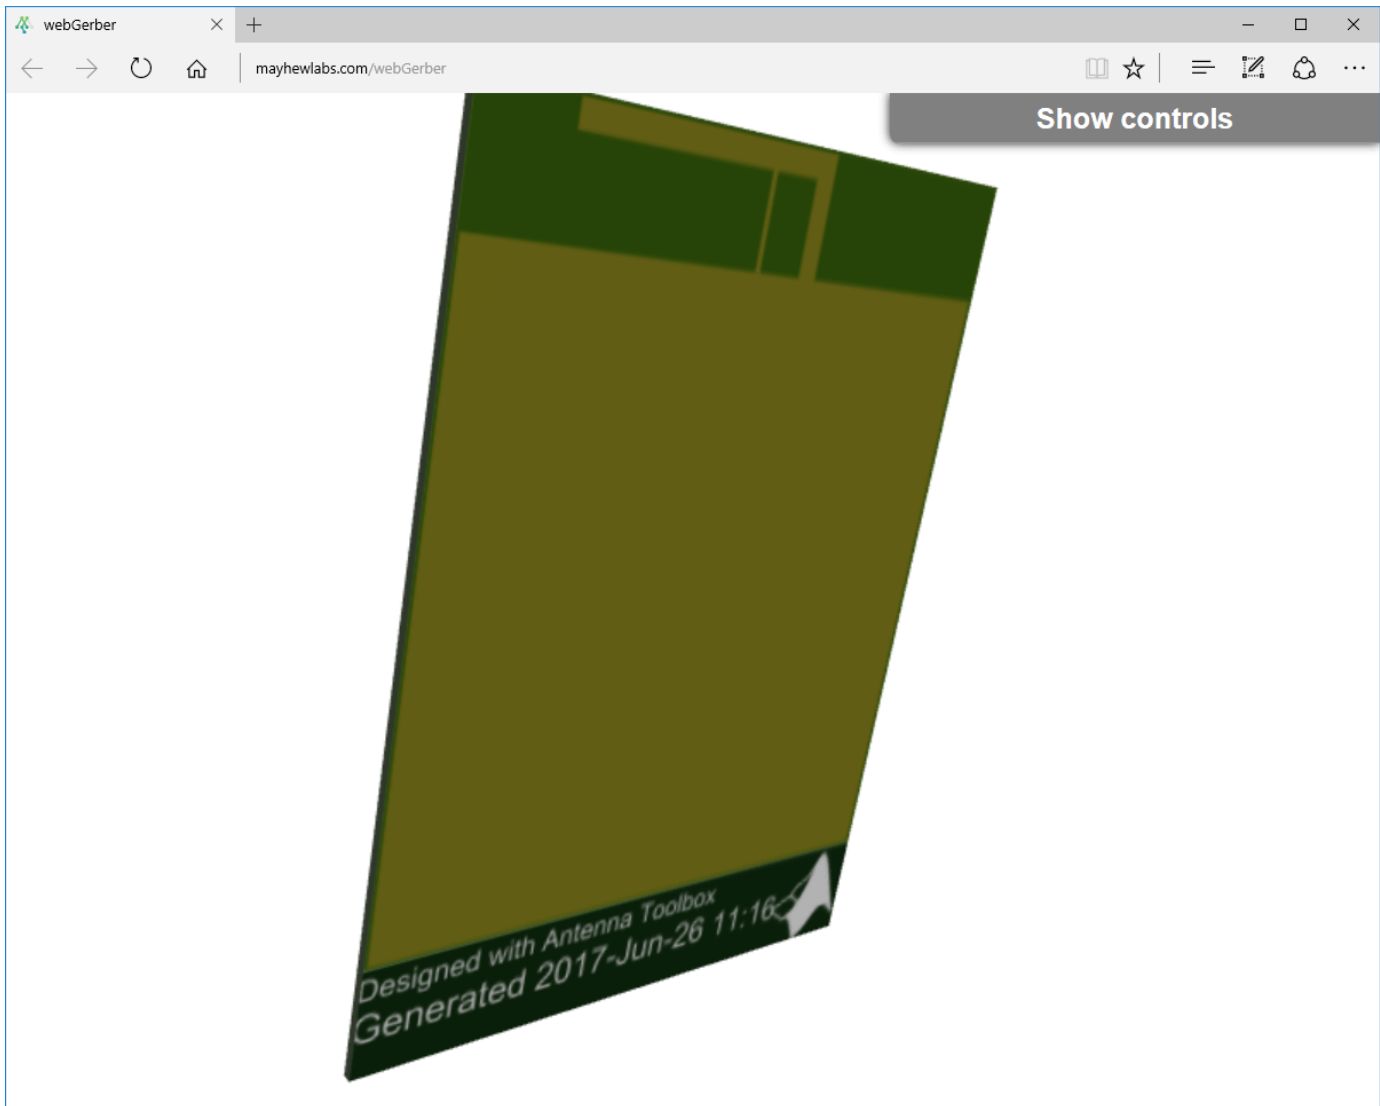 webGerber
mayhewlabs.com/webGerber
Show controls
Designed with Antenna Toolbox
Generated 2017-Jun-26 11:16